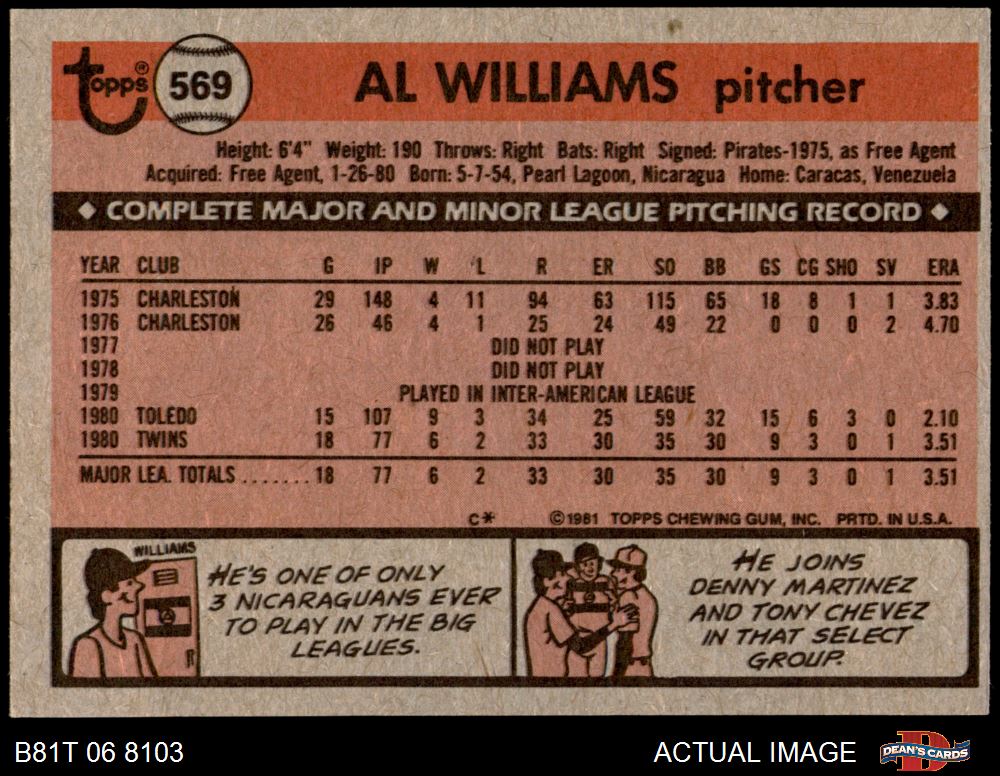 Topps® 569 AL WILLIAMS pitcher
Height: 6'4" Weight: 190 Throws: Right Bats: Right Signed: Pirates-1975, as Free Agent
Acquired: Free Agent, 1-26-80 Born: 5-7-54, Pearl Lagoon, Nicaragua Home: Caracas, Venezuela
◆ COMPLETE MAJOR AND MINOR LEAGUE PITCHING RECORD ◆
YEAR CLUB G IP W L R ER SO BB GS CG SHO SV ERA
1975 CHARLESTON 29 148 4 11 94 63 115 65 18 8 1 1 3.83
1976 CHARLESTON 26 46 4 1 25 24 49 22 0 0 0 2 4.70
1977 DID NOT PLAY
1978 DID NOT PLAY
1979 PLAYED IN INTER-AMERICAN LEAGUE
1980 TOLEDO 15 107 9 3 34 25 59 32 15 6 3 0 2.10
1980 TWINS 18 77 6 2 33 30 35 30 9 3 0 1 3.51
MAJOR LEA. TOTALS ....... 18 77 6 2 33 30 35 30 9 3 0 1 3.51
C* ©1981 TOPPS CHEWING GUM, INC. PRTD. IN U.S.A.
WILLIAMS
HE'S ONE OF ONLY
3 NICARAGUANS EVER
TO PLAY IN THE BIG
LEAGUES.
HE JOINS
DENNY MARTINEZ
AND TONY CHEVEZ
IN THAT SELECT
GROUP.
B81T 06 8103 ACTUAL IMAGE DEAN'S CARDS